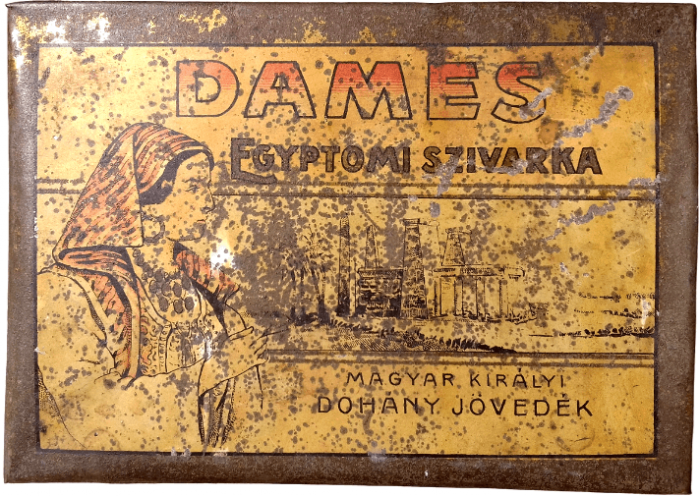 DAMES
EGYPTOMI SZIVARKA
MAGYAR KIRÁLYI
DOHÁNY JÖVEDÉK